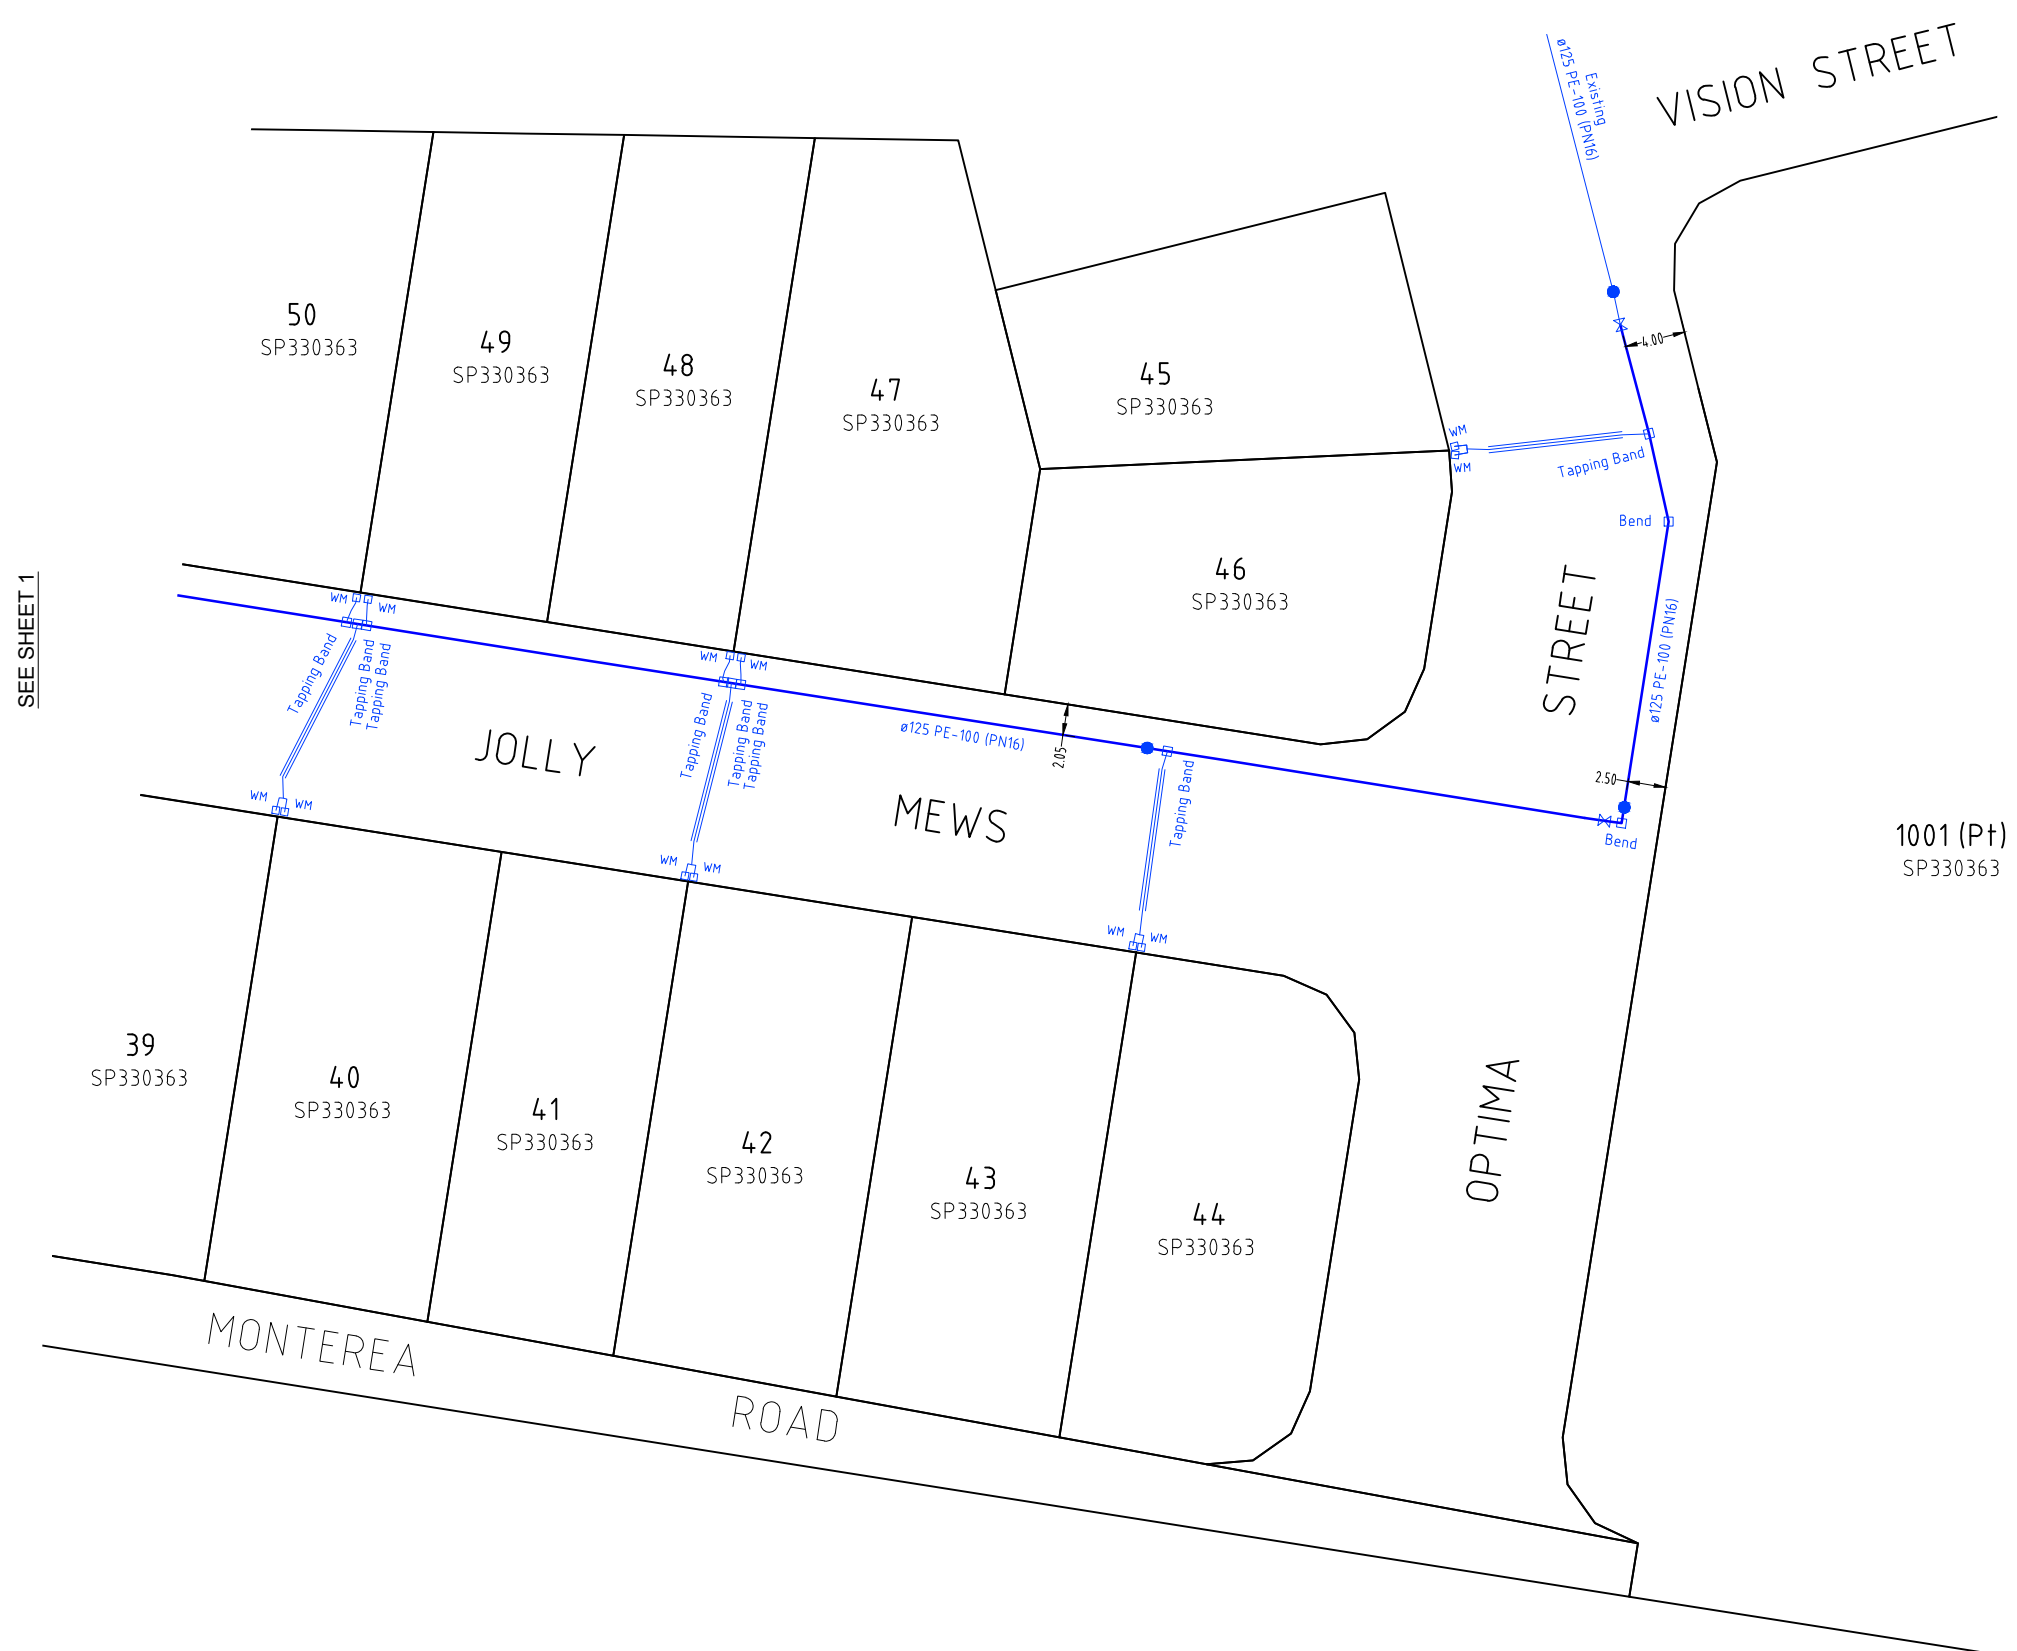 VISION STREET
Existing
ø125 PE-100 (PN16)
4.00
50
SP330363
49
SP330363
48
SP330363
47
SP330363
45
SP330363
WM
WM
Tapping Band
Bend
46
SP330363
STREET
ø125 PE-100 (PN16)
SEE SHEET 1
WM
WM
Tapping Band
Tapping Band
Tapping Band
WM
WM
Tapping Band
Tapping Band
Tapping Band
ø125 PE-100 (PN16)
2.05
JOLLY
MEWS
Tapping Band
2.50
Bend
1001 (Pt)
SP330363
WM
WM
WM
WM
WM
WM
39
SP330363
40
SP330363
41
SP330363
42
SP330363
43
SP330363
44
SP330363
OPTIMA
MONTEREA
ROAD